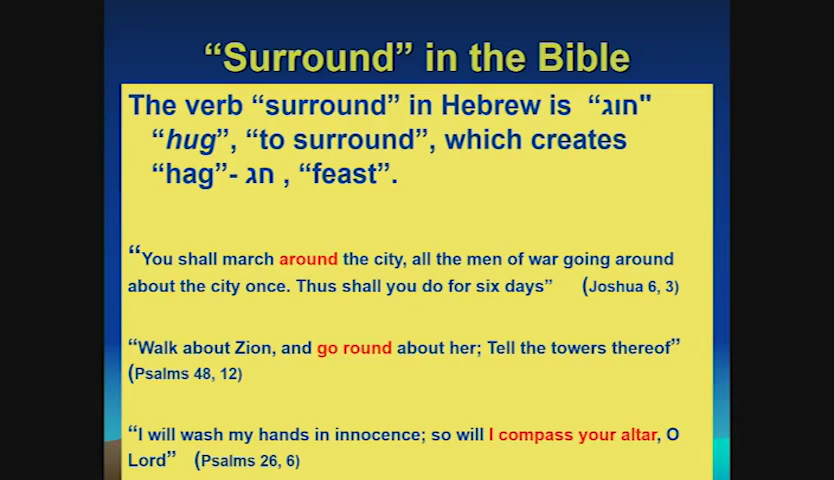 “Surround” in the Bible
The verb “surround” in Hebrew is “חוג"
“hug”, “to surround”, which creates
“hag”- חג , “feast”.
“You shall march around the city, all the men of war going around
about the city once. Thus shall you do for six days” (Joshua 6, 3)
“Walk about Zion, and go round about her; Tell the towers thereof”
(Psalms 48, 12)
“I will wash my hands in innocence; so will I compass your altar, O
Lord” (Psalms 26, 6)